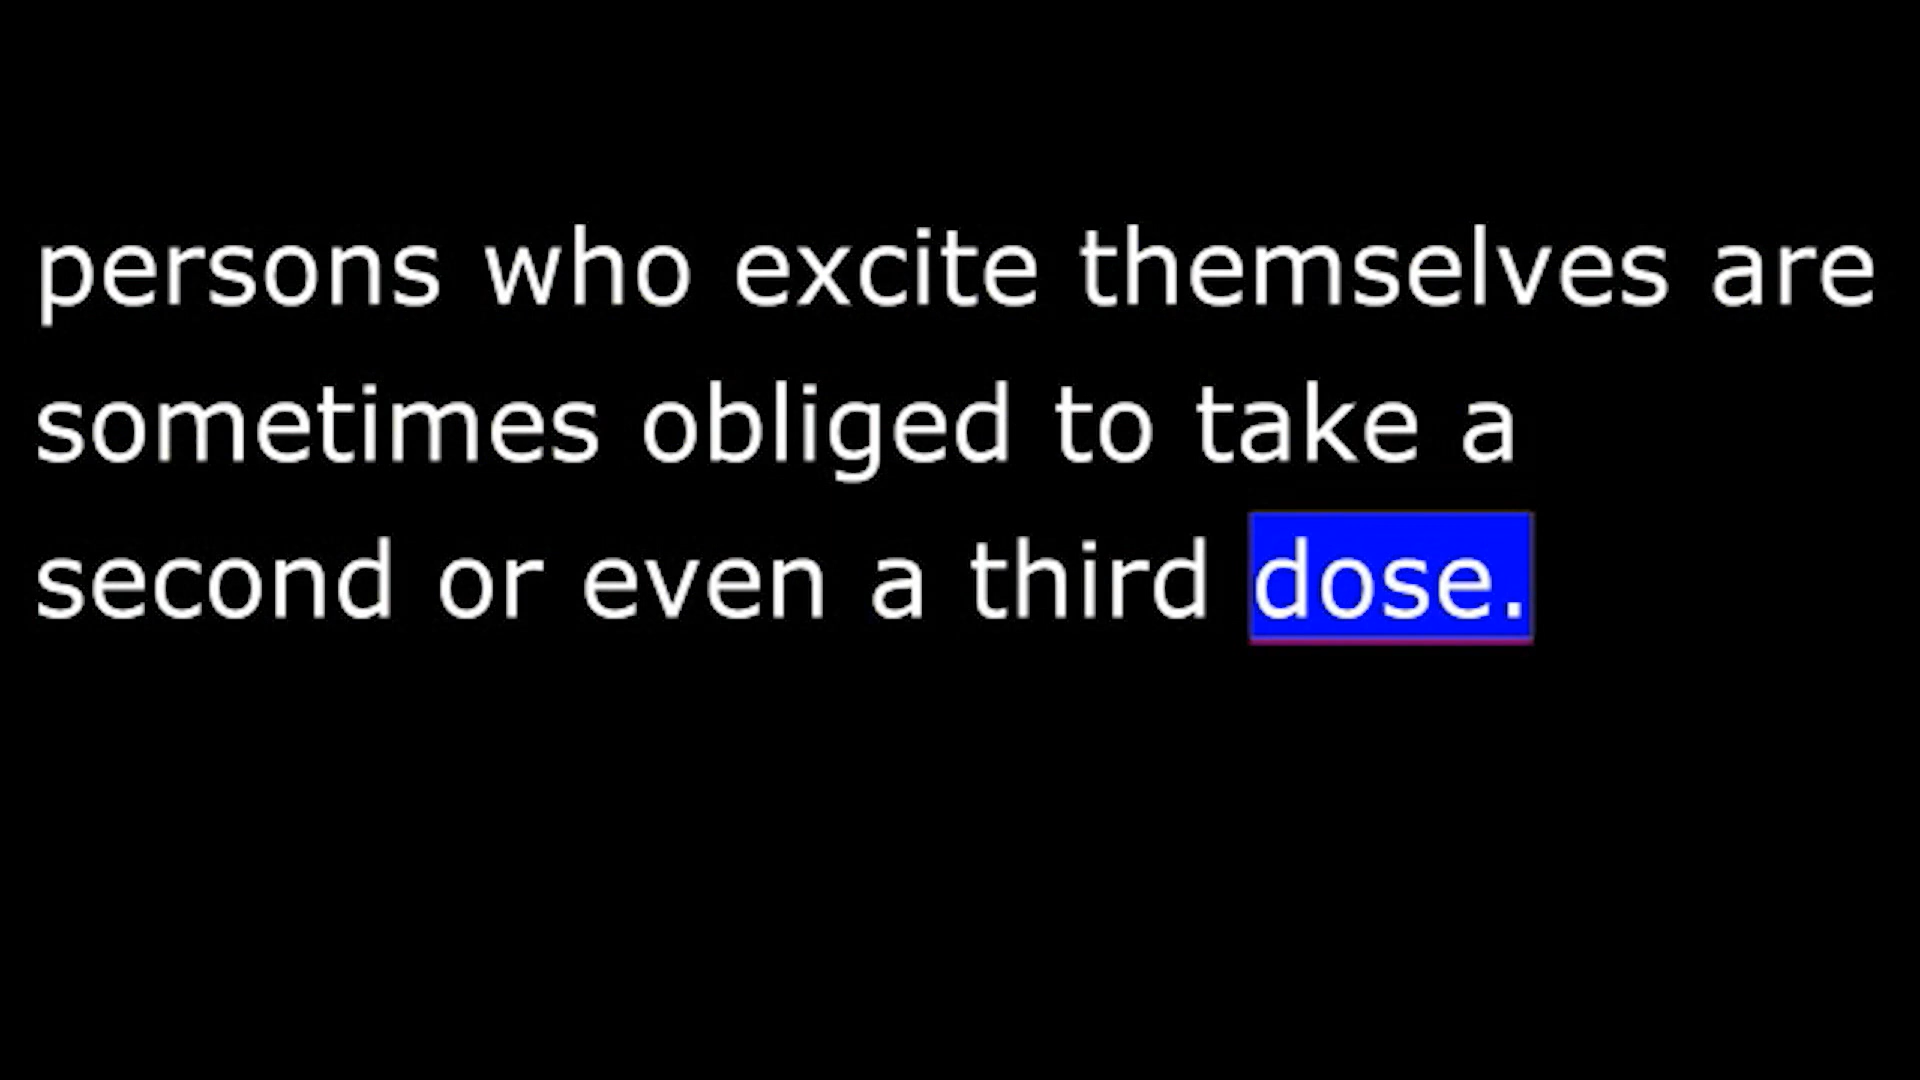 persons who excite themselves are
sometimes obliged to take a
second or even a third dose.